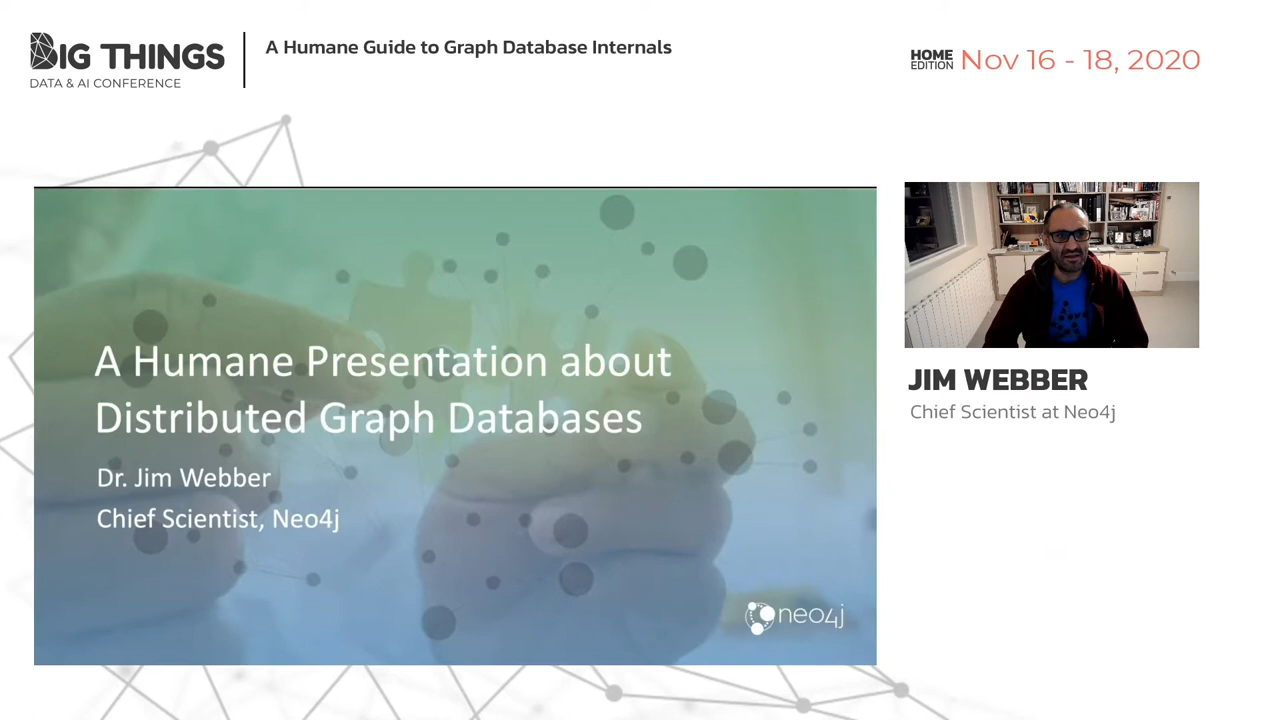 BIG THINGS
DATA & AI CONFERENCE
A Humane Guide to Graph Database Internals
HOME
EDITION
Nov 16 - 18, 2020
A Humane Presentation about
Distributed Graph Databases
Dr. Jim Webber
Chief Scientist, Neo4j
neo4j
JIM WEBBER
Chief Scientist at Neo4j